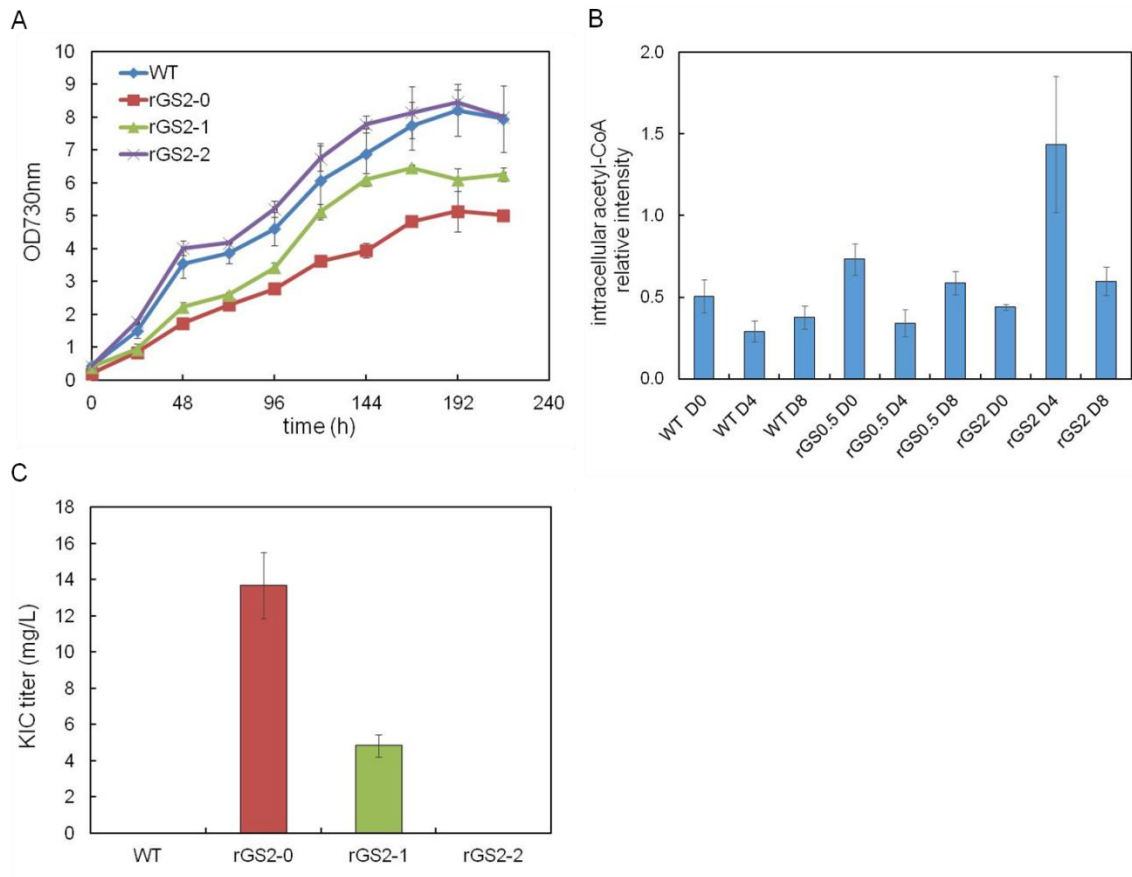 A
OD730nm
10
9
8
7
6
5
4
3
2
1
0
WT
rGS2-0
rGS2-1
rGS2-2
0 48 96 144 192 240
time (h)
B
intracellular acetyl-CoA
relative intensity
2.0
1.5
1.0
0.5
0.0
WT D0
WT D4
WT D8
rGS0.5 D0
rGS0.5 D4
rGS0.5 D8
rGS2 D0
rGS2 D4
rGS2 D8
C
KIC titer (mg/L)
18
16
14
12
10
8
6
4
2
0
WT rGS2-0 rGS2-1 rGS2-2